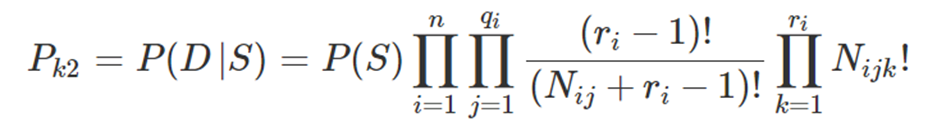 P_{k2} = P(D|S) = P(S) \prod_{i=1}^{n} \prod_{j=1}^{q_i} \frac{(r_i - 1)!}{(N_{ij} + r_i - 1)!} \prod_{k=1}^{r_i} N_{ijk}!